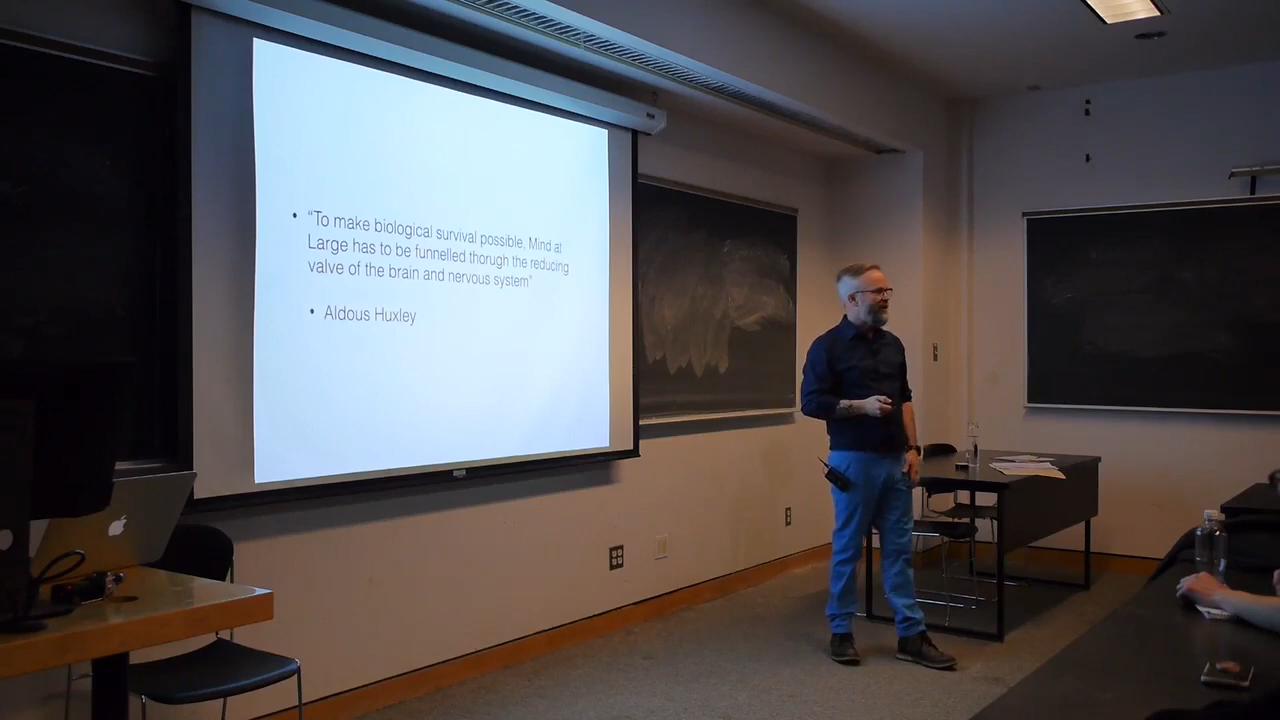 • “To make biological survival possible, Mind at
Large has to be funnelled thorugh the reducing
valve of the brain and nervous system”
• Aldous Huxley